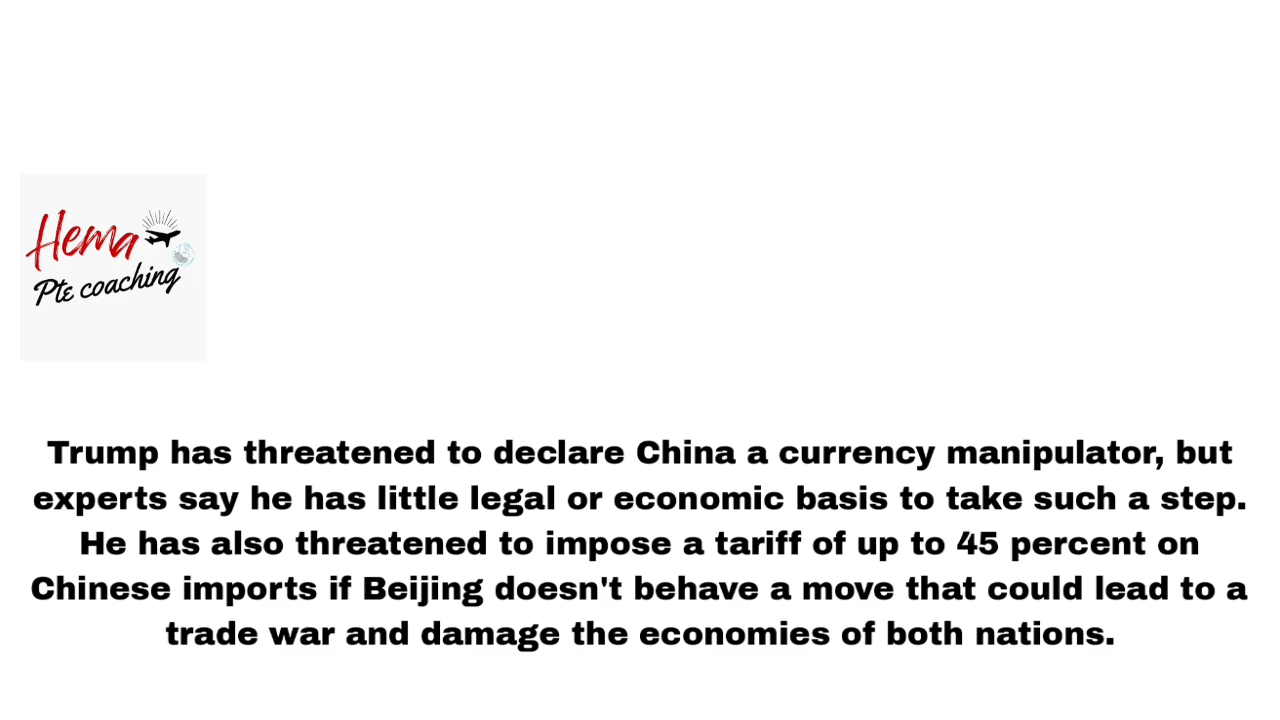 Hema
Pte coaching
Trump has threatened to declare China a currency manipulator, but
experts say he has little legal or economic basis to take such a step.
He has also threatened to impose a tariff of up to 45 percent on
Chinese imports if Beijing doesn't behave a move that could lead to a
trade war and damage the economies of both nations.